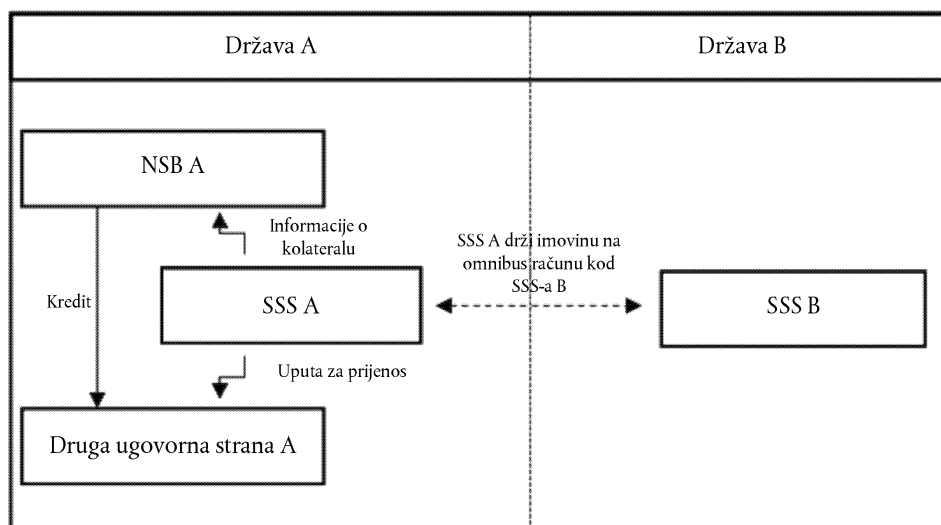 Država A
Država B
NSB A
Informacije o
kolateralu
SSS A drži imovinu na
omnibus računu kod
SSS-a B
Kredit
SSS A
SSS B
Uputa za prijenos
Druga ugovorna strana A